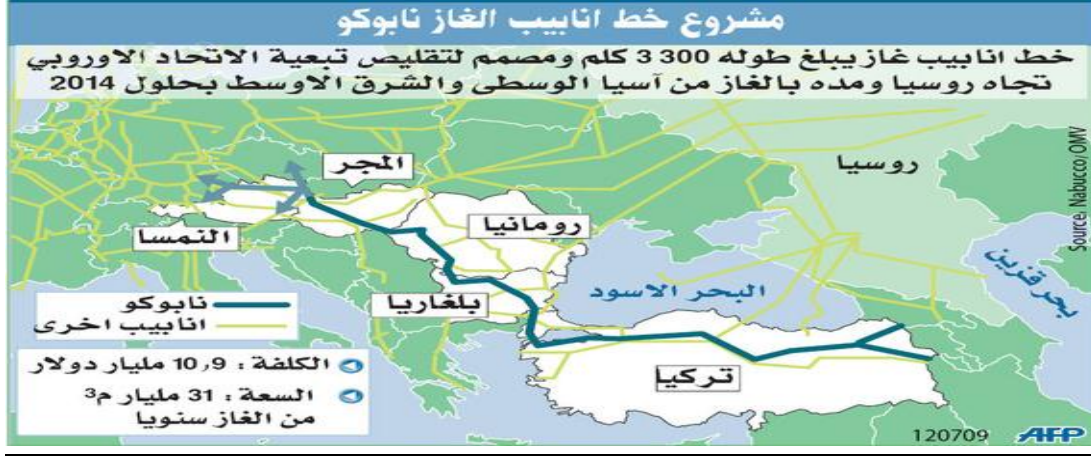 مشروع خط انابيب الغاز نابوكو
خط انابيب غاز يبلغ طوله 300 3 كلم ومصمم لتقليص تبعية الاتحاد الاوروبي
تجاه روسيا ومده بالغاز من آسيا الوسطى والشرق الاوسط بحلول 2014
روسيا
Source, Nabucco/OMV
المجر
رومانيا
النمسا
بحر قزوين
البحر الاسود
بلغاريا
نابوكو
انابيب اخرى
تركيا
الكلفة : 10,9 مليار دولار
السعة : 31 مليار م³
من الغاز سنويا
120709 AFP